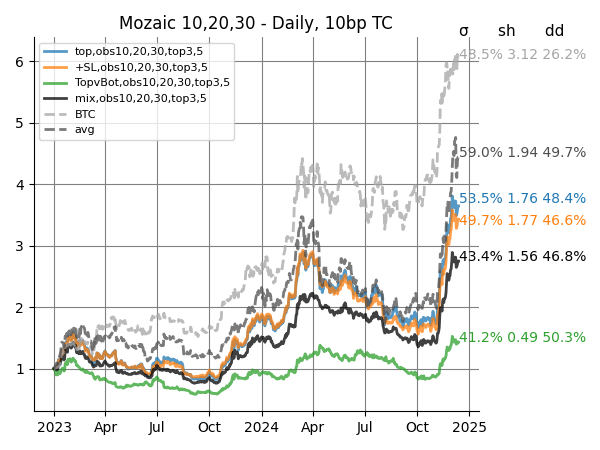 Mozaic 10,20,30 - Daily, 10bp TC
σ sh dd
top,obs10,20,30,top3,5
+SL,obs10,20,30,top3,5
TopvBot,obs10,20,30,top3,5
mix,obs10,20,30,top3,5
BTC
avg
48.5% 3.12 26.2%
59.0% 1.94 49.7%
53.5% 1.76 48.4%
49.7% 1.77 46.6%
43.4% 1.56 46.8%
41.2% 0.49 50.3%
6
5
4
3
2
1
2023 Apr Jul Oct 2024 Apr Jul Oct 2025